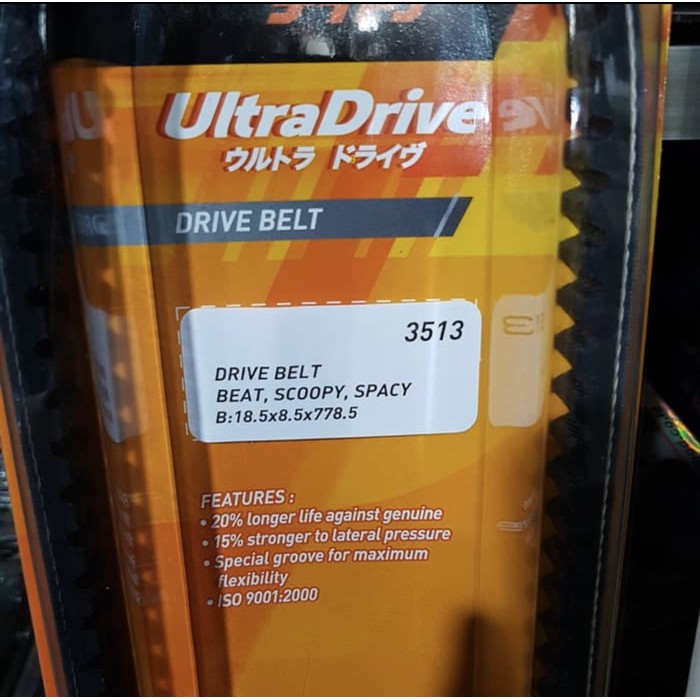 UltraDrive
ウルトラ ドライヴ
DRIVE BELT
3513
DRIVE BELT
BEAT, SCOOPY, SPACY
B:18.5x8.5x778.5
FEATURES :
• 20% longer life against genuine
• 15% stronger to lateral pressure
• Special groove for maximum
flexibility
• ISO 9001:2000